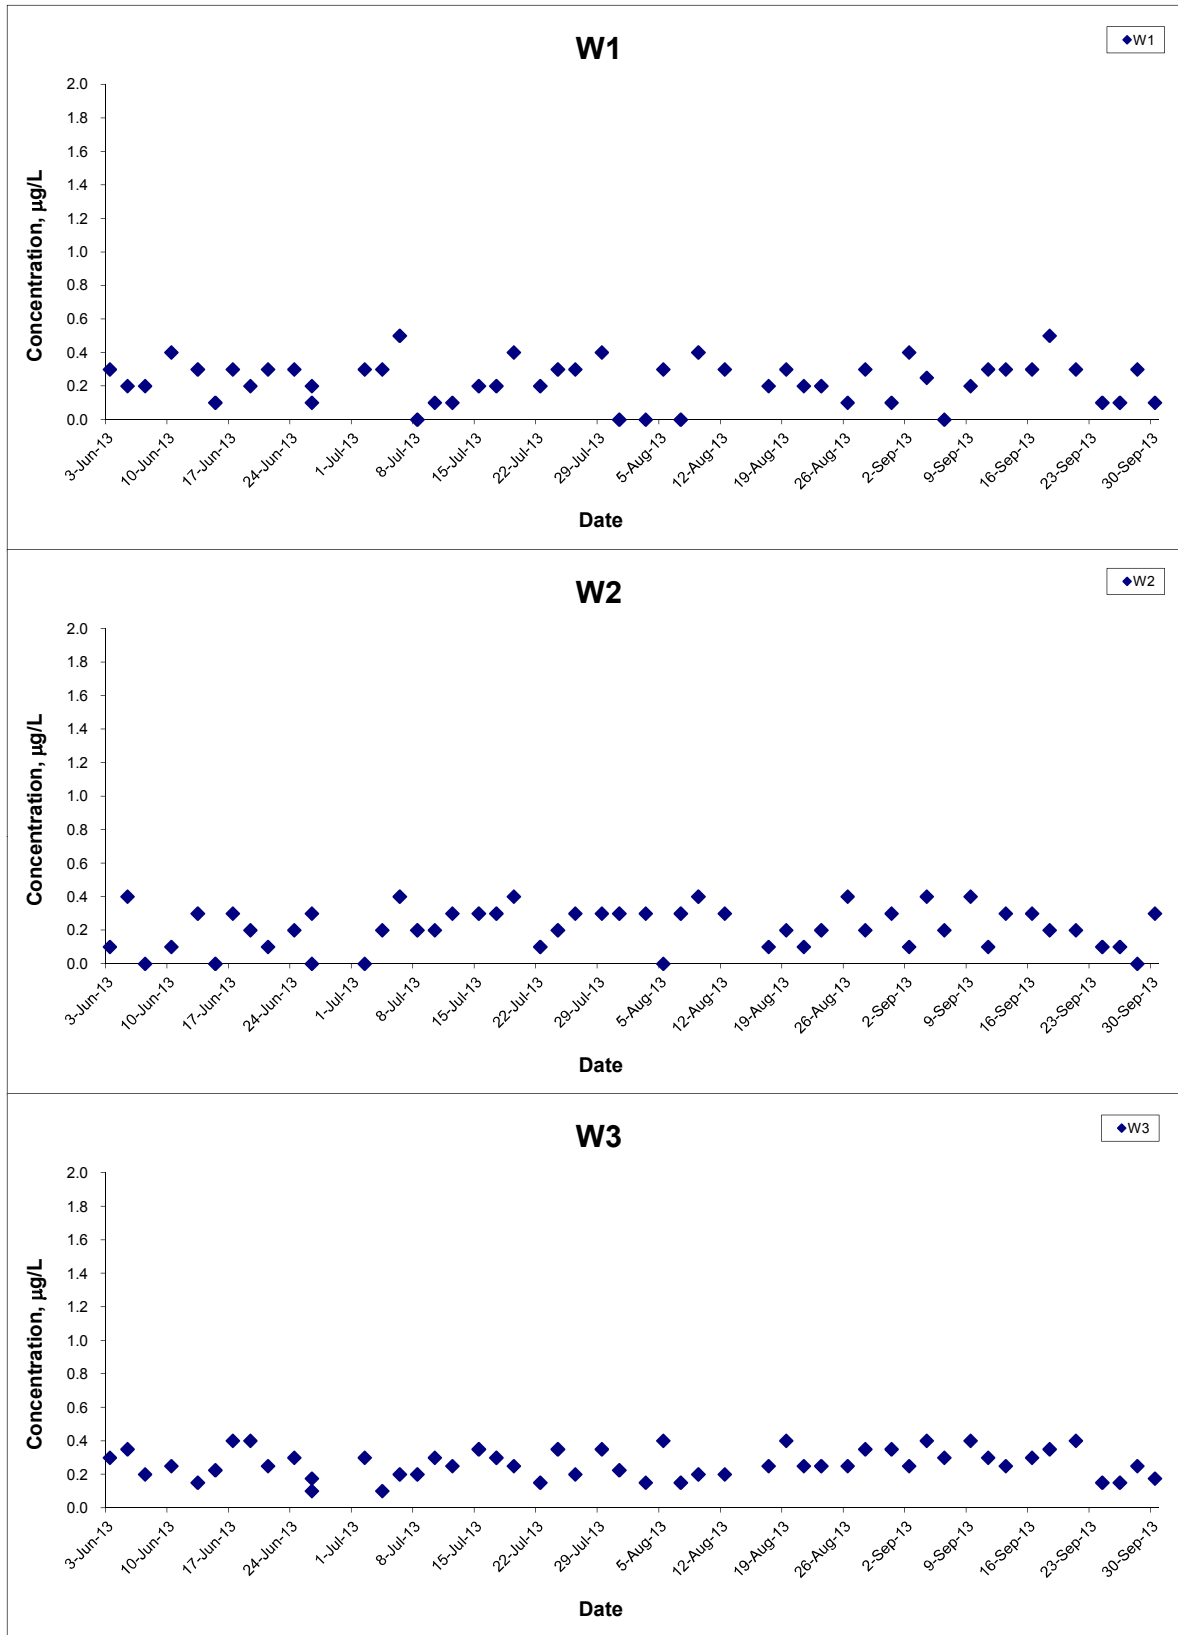 W1
W1
Concentration, µg/L
2.0
1.8
1.6
1.4
1.2
1.0
0.8
0.6
0.4
0.2
0.0
3-Jun-13 10-Jun-13 17-Jun-13 24-Jun-13 1-Jul-13 8-Jul-13 15-Jul-13 22-Jul-13 29-Jul-13 5-Aug-13 12-Aug-13 19-Aug-13 26-Aug-13 2-Sep-13 9-Sep-13 16-Sep-13 23-Sep-13 30-Sep-13
Date
W2
W2
Concentration, µg/L
2.0
1.8
1.6
1.4
1.2
1.0
0.8
0.6
0.4
0.2
0.0
3-Jun-13 10-Jun-13 17-Jun-13 24-Jun-13 1-Jul-13 8-Jul-13 15-Jul-13 22-Jul-13 29-Jul-13 5-Aug-13 12-Aug-13 19-Aug-13 26-Aug-13 2-Sep-13 9-Sep-13 16-Sep-13 23-Sep-13 30-Sep-13
Date
W3
W3
Concentration, µg/L
2.0
1.8
1.6
1.4
1.2
1.0
0.8
0.6
0.4
0.2
0.0
3-Jun-13 10-Jun-13 17-Jun-13 24-Jun-13 1-Jul-13 8-Jul-13 15-Jul-13 22-Jul-13 29-Jul-13 5-Aug-13 12-Aug-13 19-Aug-13 26-Aug-13 2-Sep-13 9-Sep-13 16-Sep-13 23-Sep-13 30-Sep-13
Date